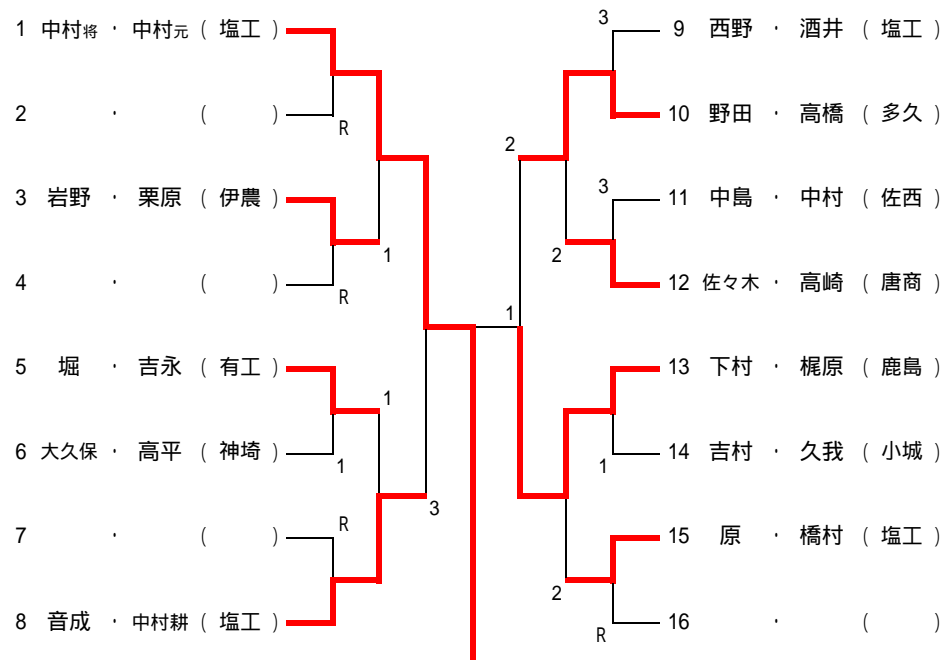 1 中村将 ・ 中村元 ( 塩工 )
2 ・ ( )
R
3 岩野 ・ 栗原 ( 伊農 )
1
4 ・ ( )
R
5 堀 ・ 吉永 ( 有工 )
1
6 大久保 ・ 高平 ( 神埼 )
1
3
7 ・ ( )
R
8 音成 ・ 中村耕 ( 塩工 )
3
9 西野 ・ 酒井 ( 塩工 )
10 野田 ・ 高橋 ( 多久 )
2
3
11 中島 ・ 中村 ( 佐西 )
2
12 佐々木 ・ 高崎 ( 唐商 )
1
13 下村 ・ 梶原 ( 鹿島 )
14 吉村 ・ 久我 ( 小城 )
1
15 原 ・ 橋村 ( 塩工 )
2
16 ・ ( )
R